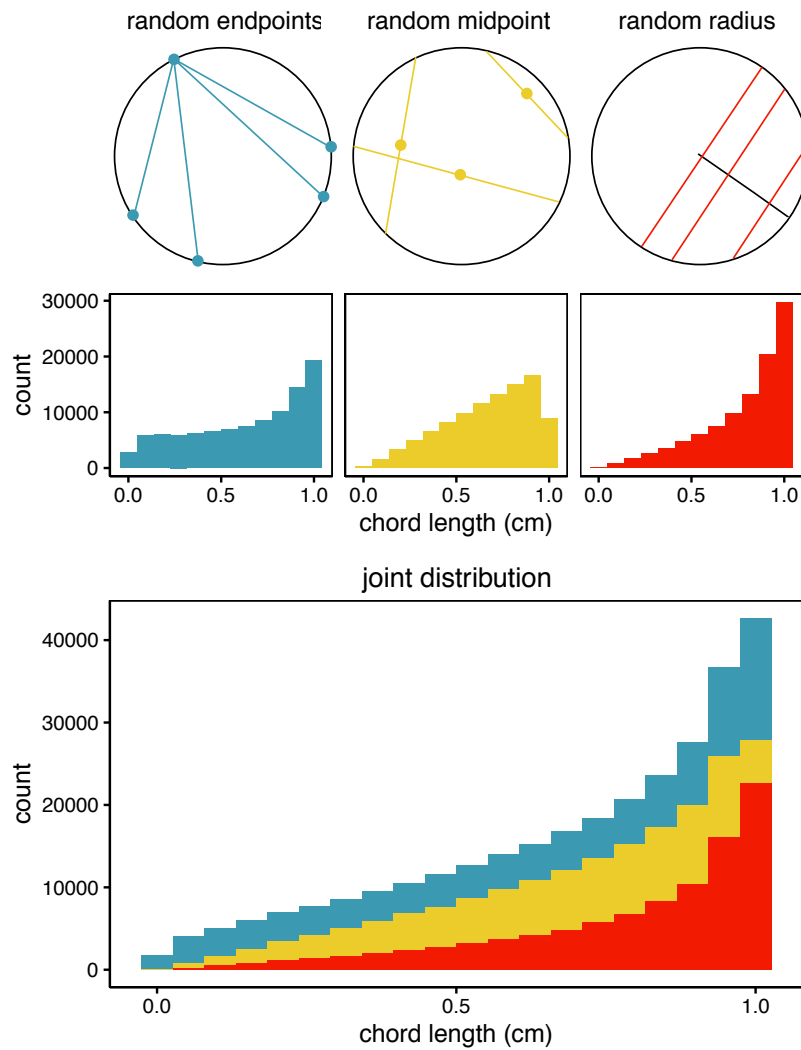 random endpoints random midpoint random radius
30000
20000
10000
0
count
0.0 0.5 1.0 0.0 0.5 1.0 0.0 0.5 1.0
chord length (cm)
joint distribution
40000
30000
20000
10000
0
count
0.0 0.5 1.0
chord length (cm)